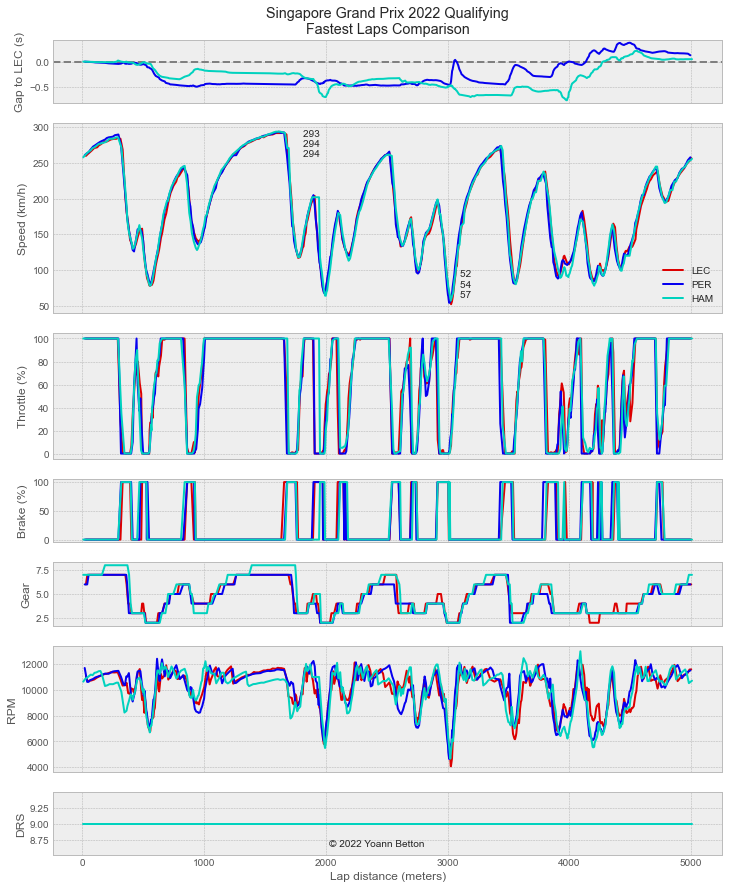 Singapore Grand Prix 2022 Qualifying
Fastest Laps Comparison
Gap to LEC (s)
0.0
−0.5
Speed (km/h)
300
250
200
150
100
50
293
294
294
52
54
57
LEC
PER
HAM
Throttle (%)
100
80
60
40
20
0
Brake (%)
100
50
0
Gear
7.5
5.0
2.5
RPM
12000
10000
8000
6000
4000
DRS
9.25
9.00
8.75
© 2022 Yoann Betton
0 1000 2000 3000 4000 5000
Lap distance (meters)